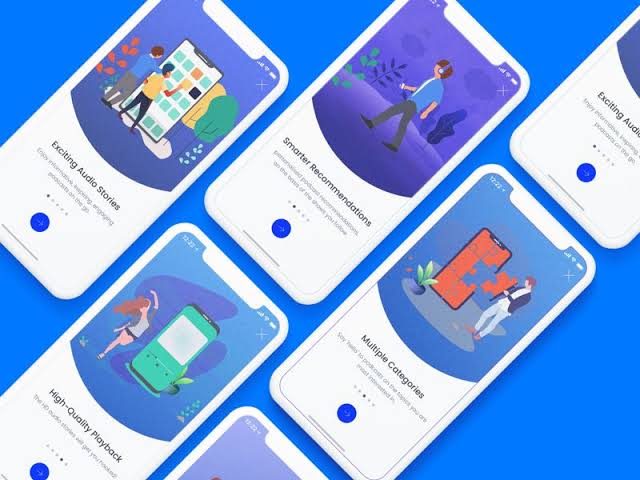 Exciting Audio Stories
Enjoy informative, inspiring, engaging
podcasts on the go.
Smarter Recommendations
personalised podcast recommendations
on the basis of the shows you follow.
Exciting Audio
Enjoy informative, inspiring,
podcasts on the go.
12:22
High-Quality Playback
The HD audio stories will get you hooked!
12:22
Multiple Categories
Say 'hello' to podcasts on the topics you are
most interested in.
12:22
12:22